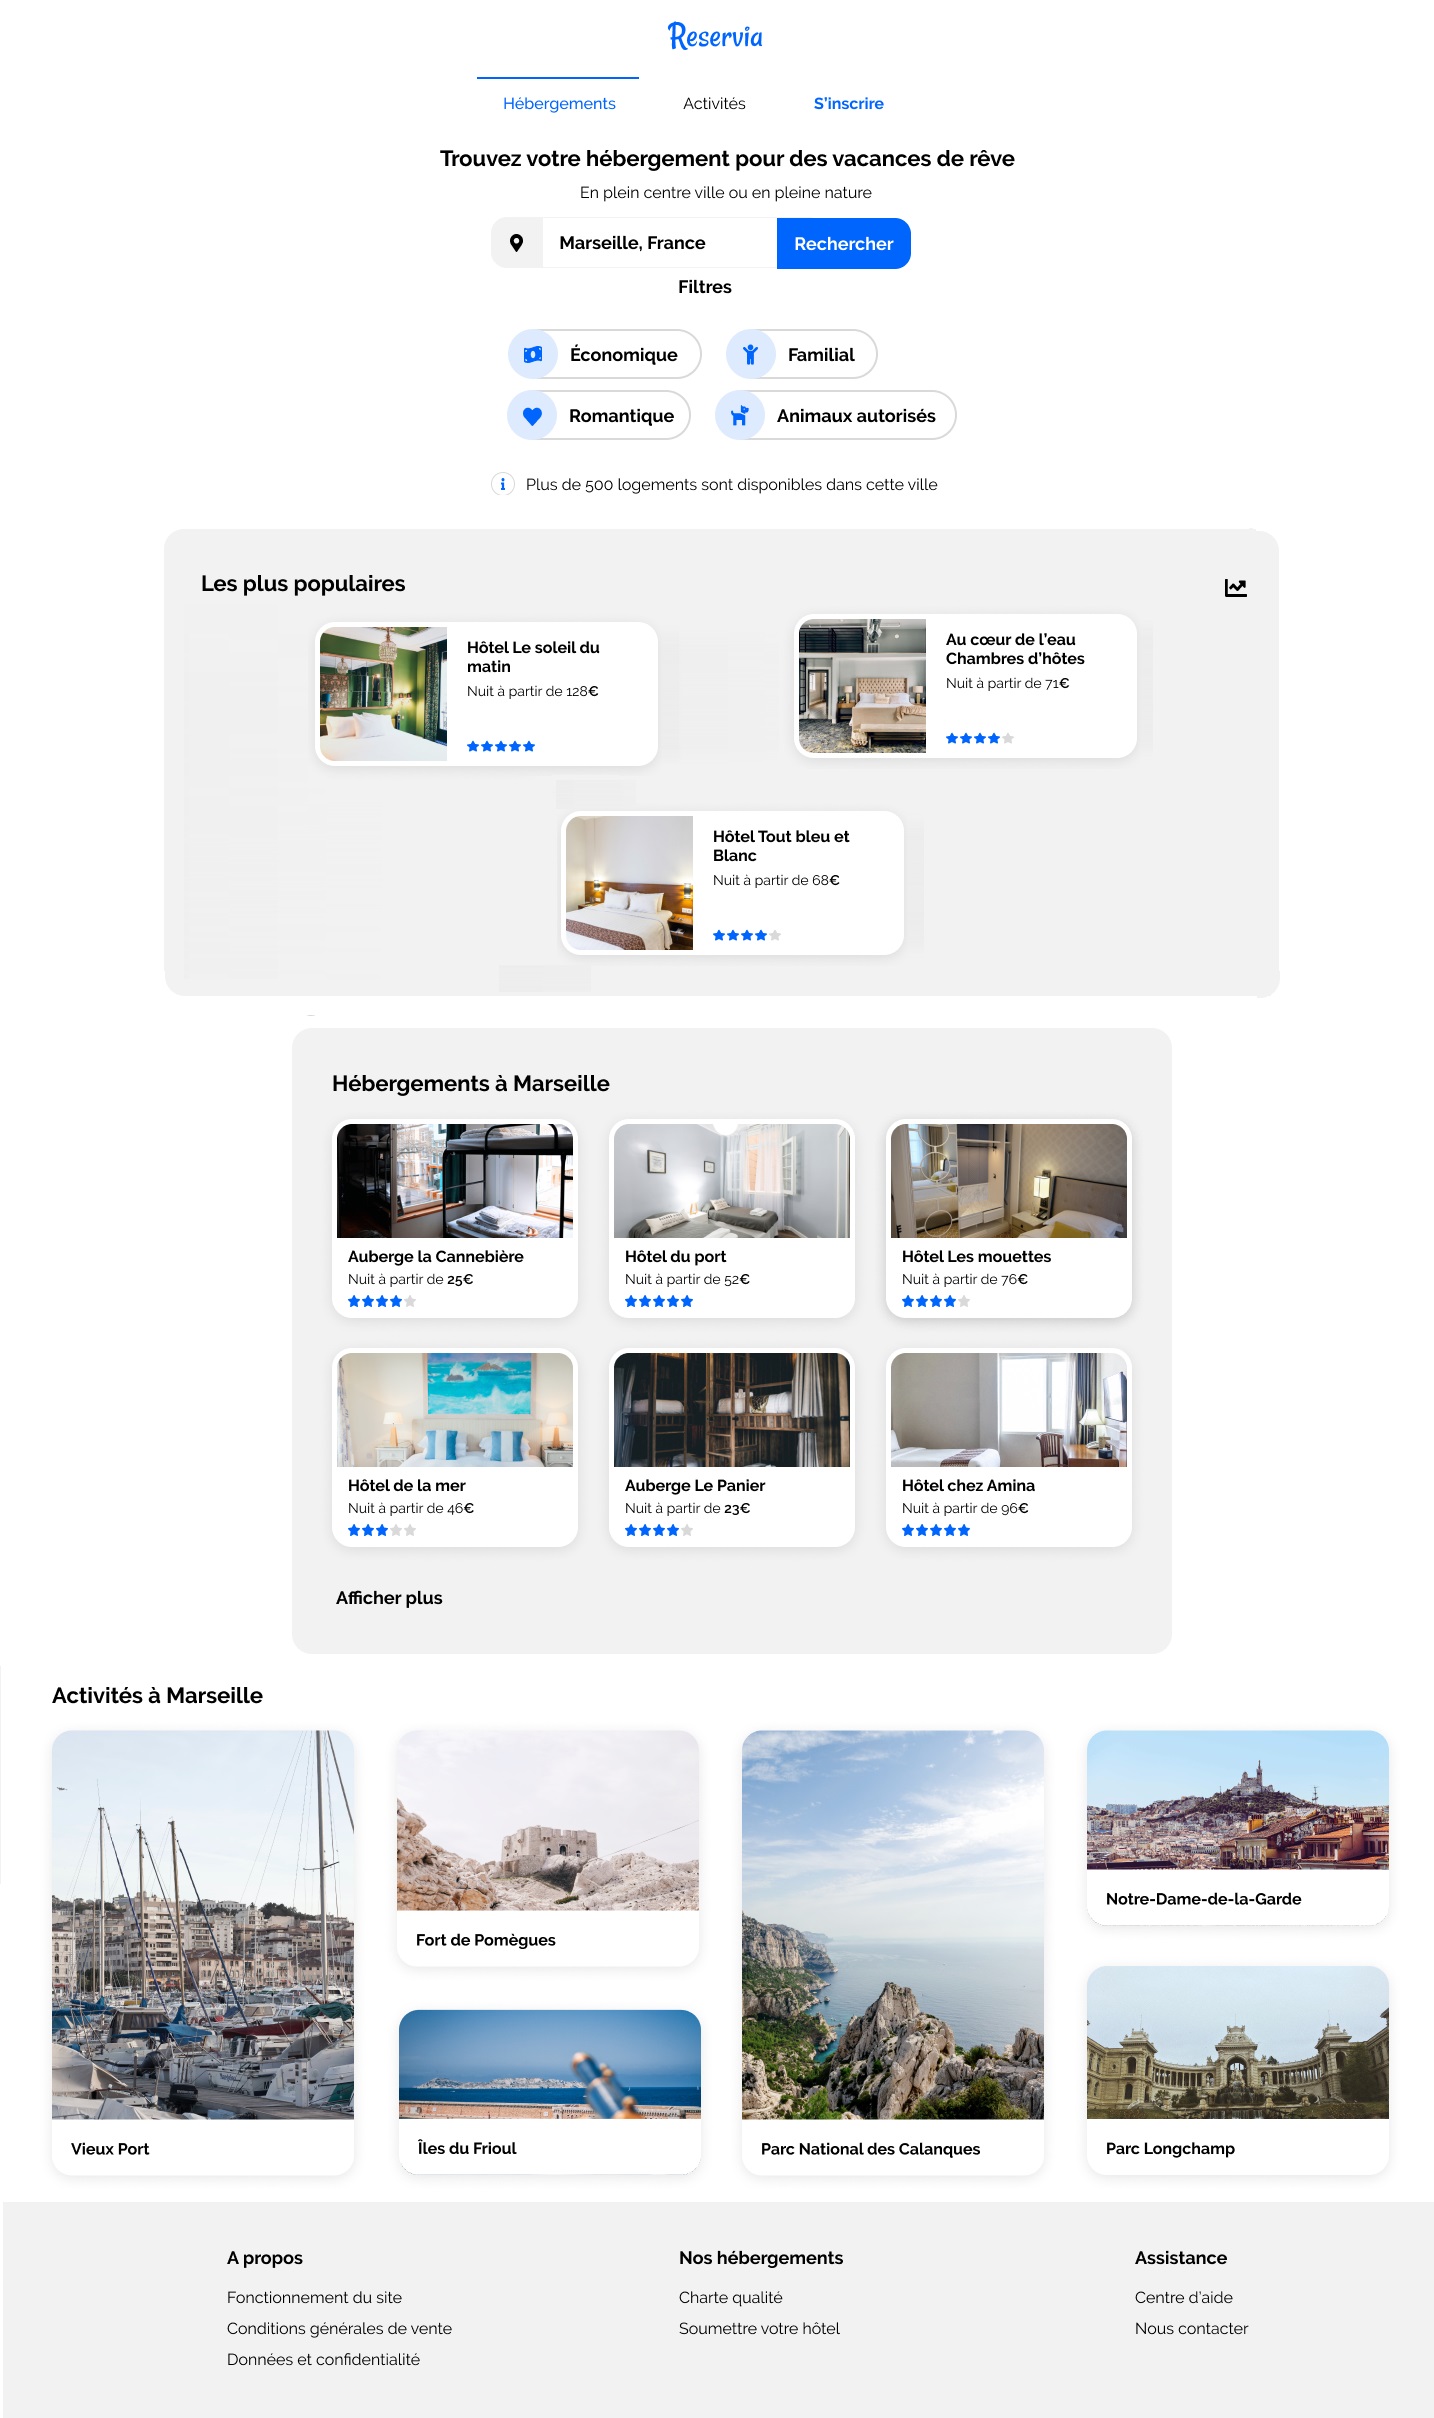 Reservia
Hébergements
Activités
S'inscrire
Trouvez votre hébergement pour des vacances de rêve
En plein centre ville ou en pleine nature
Marseille, France
Rechercher
Filtres
Économique
Familial
Romantique
Animaux autorisés
Plus de 500 logements sont disponibles dans cette ville
Les plus populaires
Hôtel Le soleil du
matin
Nuit à partir de 128€
Au cœur de l'eau
Chambres d'hôtes
Nuit à partir de 71€
Hôtel Tout bleu et
Blanc
Nuit à partir de 68€
Hébergements à Marseille
Auberge la Cannebière
Nuit à partir de 25€
Hôtel du port
Nuit à partir de 52€
Hôtel Les mouettes
Nuit à partir de 76€
Hôtel de la mer
Nuit à partir de 46€
Auberge Le Panier
Nuit à partir de 23€
Hôtel chez Amina
Nuit à partir de 96€
Afficher plus
Activités à Marseille
Vieux Port
Fort de Pomègues
Îles du Frioul
Parc National des Calanques
Notre-Dame-de-la-Garde
Parc Longchamp
A propos
Fonctionnement du site
Conditions générales de vente
Données et confidentialité
Nos hébergements
Charte qualité
Soumettre votre hôtel
Assistance
Centre d'aide
Nous contacter